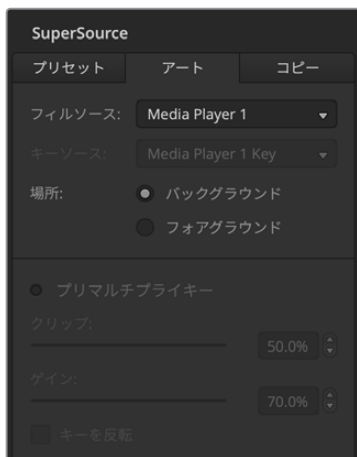 SuperSource
プリセット アート コピー
フィルソース: Media Player 1
キーソース: Media Player 1 Key
場所: バックグラウンド
フォアグラウンド
プリマルチプライキー
クリップ:
50.0%
ゲイン:
70.0%
キーを反転